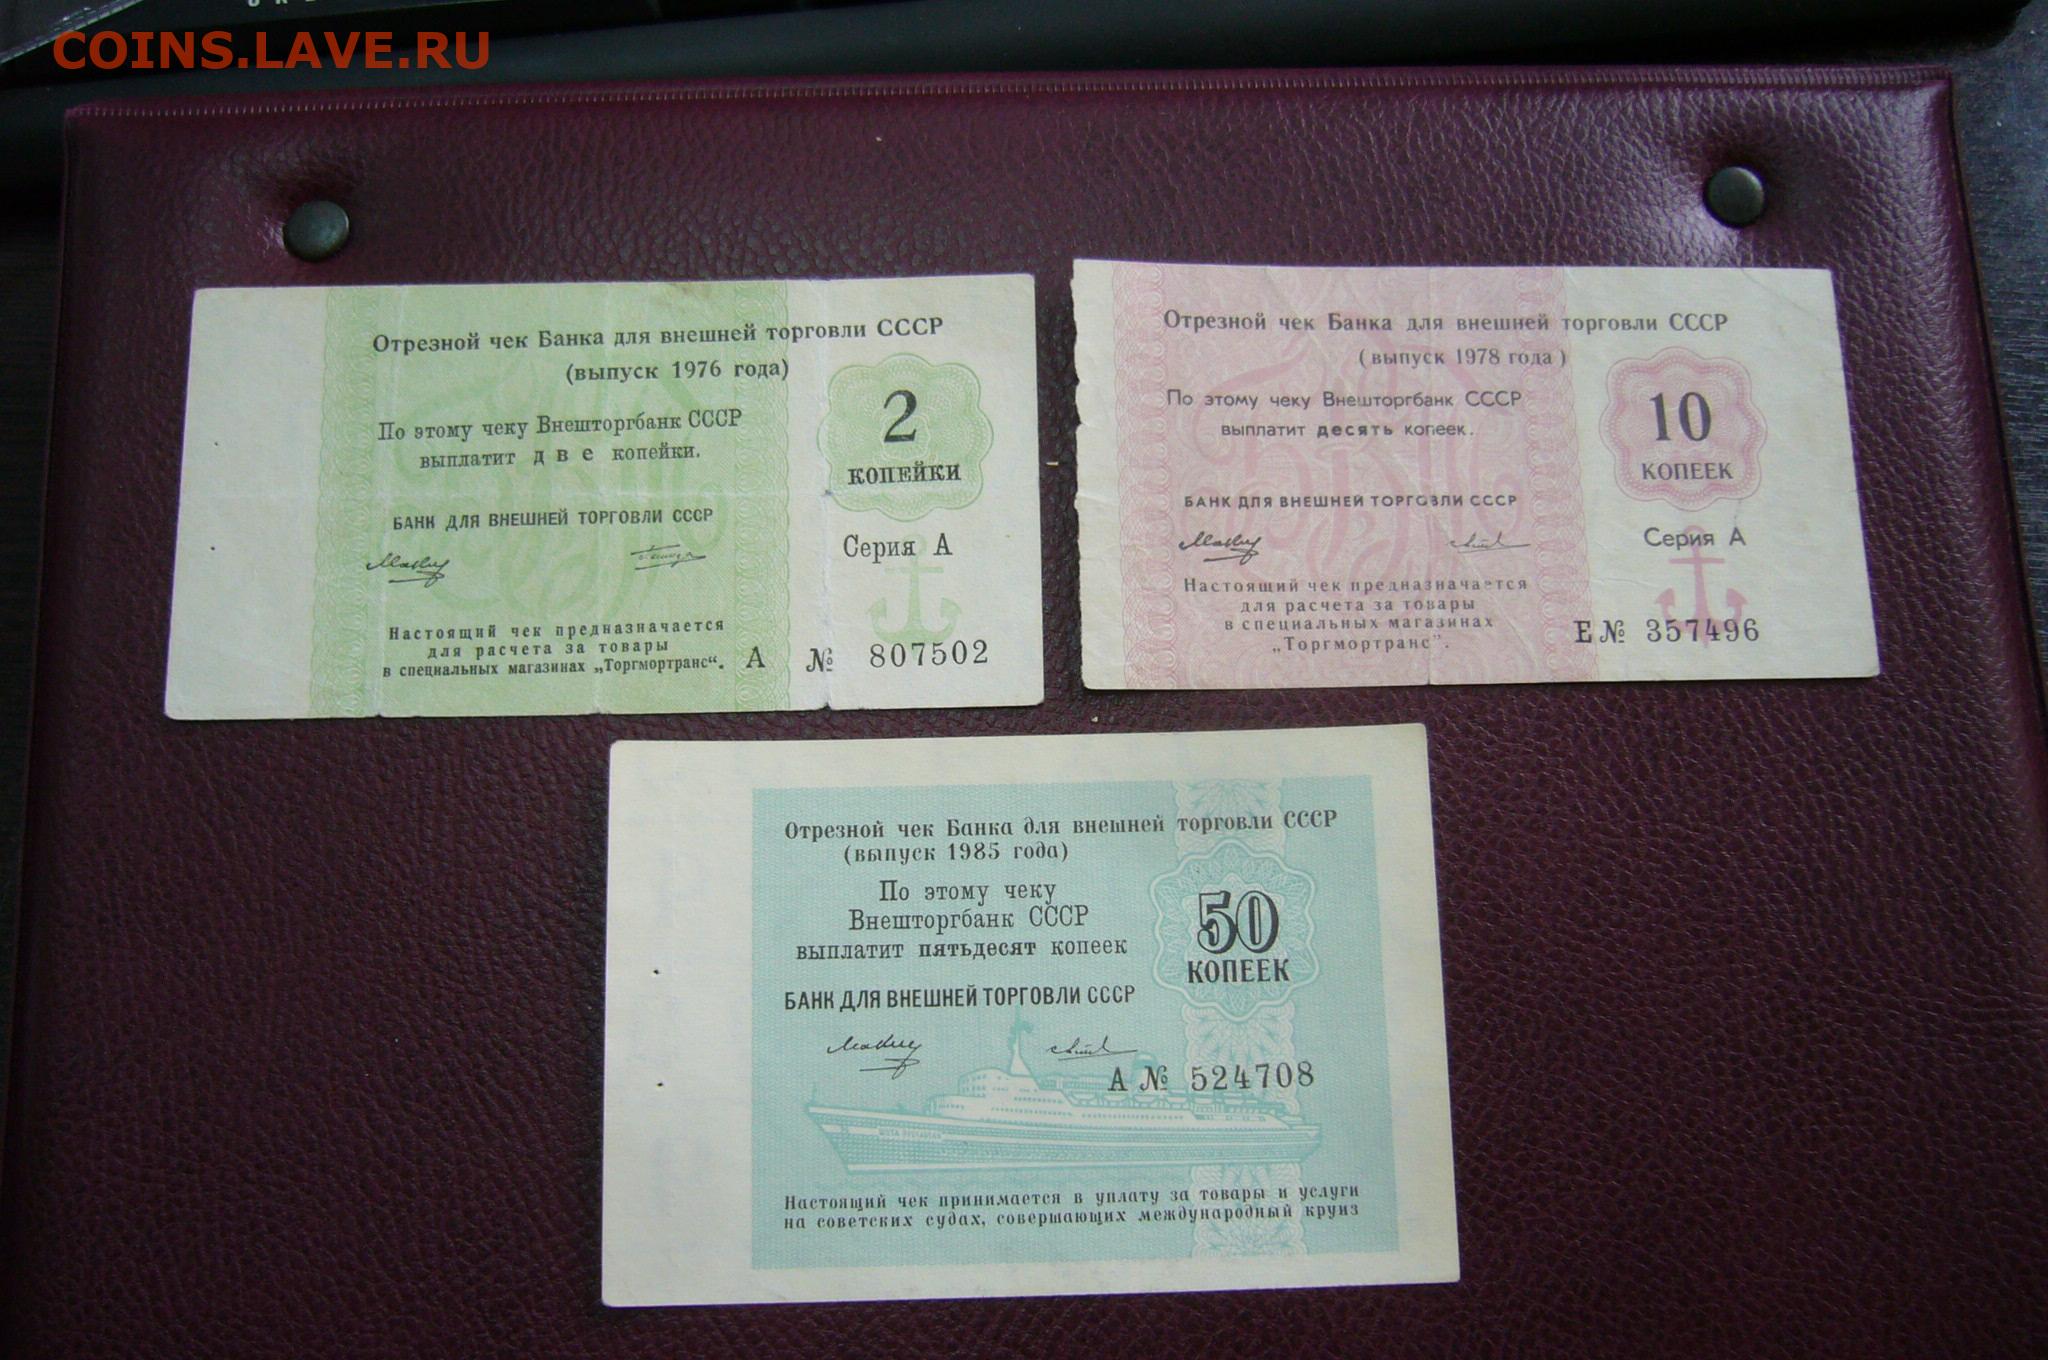 COINS.LAVE.RU
Отрезной чек Банка для внешней торговли СССР
(выпуск 1976 года)
По этому чеку Внешторгбанк СССР
выплатит две копейки.
2
КОПЕЙКИ
БАНК ДЛЯ ВНЕШНЕЙ ТОРГОВЛИ СССР
Серия А
Настоящий чек предназначается
для расчета за товары
в специальных магазинах „Торгмортранс“.
А № 807502
Отрезной чек Банка для внешней торговли СССР
(выпуск 1978 года)
По этому чеку Внешторгбанк СССР
выплатит десять копеек.
10
КОПЕЕК
БАНК ДЛЯ ВНЕШНЕЙ ТОРГОВЛИ СССР
Серия А
Настоящий чек предназначается
для расчета за товары
в специальных магазинах
"Торгмортранс".
Е № 357496
Отрезной чек Банка для внешней торговли СССР
(выпуск 1985 года)
По этому чеку
Внешторгбанк СССР
выплатит пятьдесят копеек
50
КОПЕЕК
БАНК ДЛЯ ВНЕШНЕЙ ТОРГОВЛИ СССР
А № 524708
Настоящий чек принимается в уплату за товары и услуги
на советских судах, совершающих международный круиз